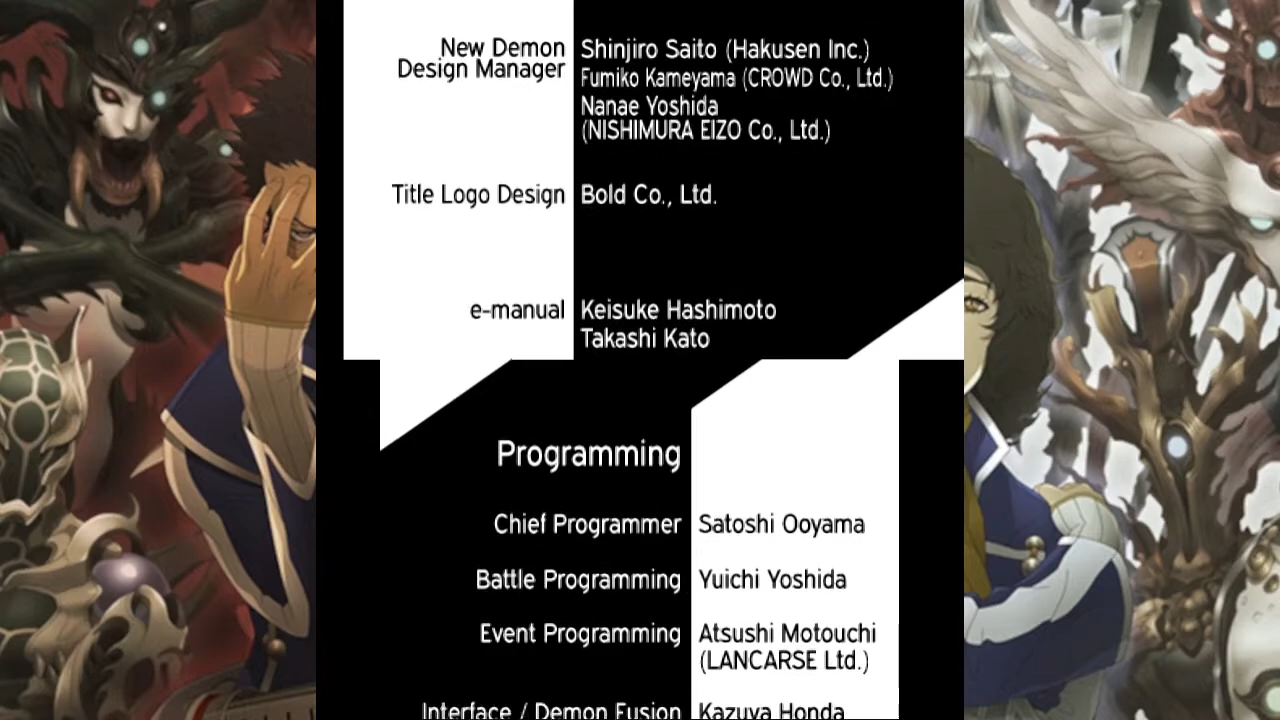 New Demon
Design Manager
Shinjiro Saito (Hakusen Inc.)
Fumiko Kameyama (CROWD Co., Ltd.)
Nanae Yoshida
(NISHIMURA EIZO Co., Ltd.)
Title Logo Design
Bold Co., Ltd.
e-manual
Keisuke Hashimoto
Takashi Kato
Programming
Chief Programmer
Satoshi Ooyama
Battle Programming
Yuichi Yoshida
Event Programming
Atsushi Motouchi
(LANCARSE Ltd.)
Interface / Demon Fusion
Kazuya Honda